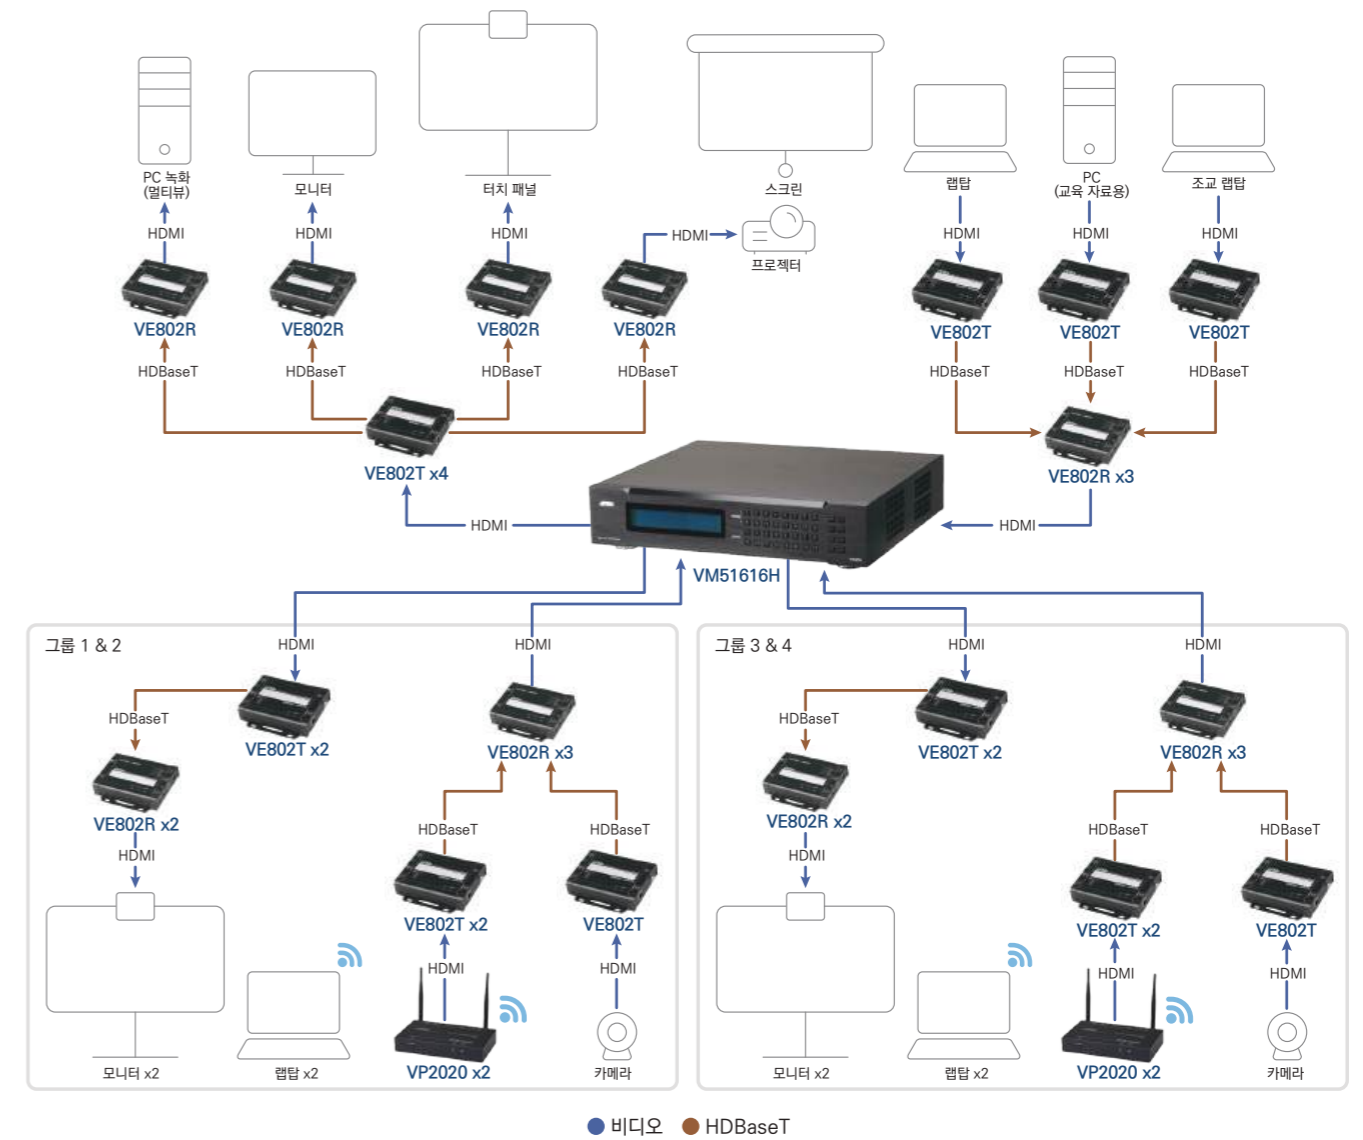 PC 녹화
(멀티뷰)
모니터
터치 패널
스크린
랩탑
PC
(교육 자료용)
조교 랩탑
HDMI
HDMI
HDMI
HDMI
프로젝터
HDMI
HDMI
HDMI
VE802R
VE802R
VE802R
VE802R
VE802T
VE802T
VE802T
HDBaseT
HDBaseT
HDBaseT
HDBaseT
HDBaseT
HDBaseT
HDBaseT
VE802T x4
VE802R x3
HDMI
HDMI
VM51616H
그룹 1 & 2
HDMI
HDMI
HDBaseT
VE802T x2
VE802R x3
VE802R x2
HDBaseT
HDBaseT
HDMI
VE802T x2
VE802T
HDMI
HDMI
모니터 x2
랩탑 x2
VP2020 x2
카메라
그룹 3 & 4
HDMI
HDMI
HDBaseT
VE802T x2
VE802R x3
VE802R x2
HDBaseT
HDBaseT
HDMI
VE802T x2
VE802T
HDMI
HDMI
모니터 x2
랩탑 x2
VP2020 x2
카메라
비디오
HDBaseT